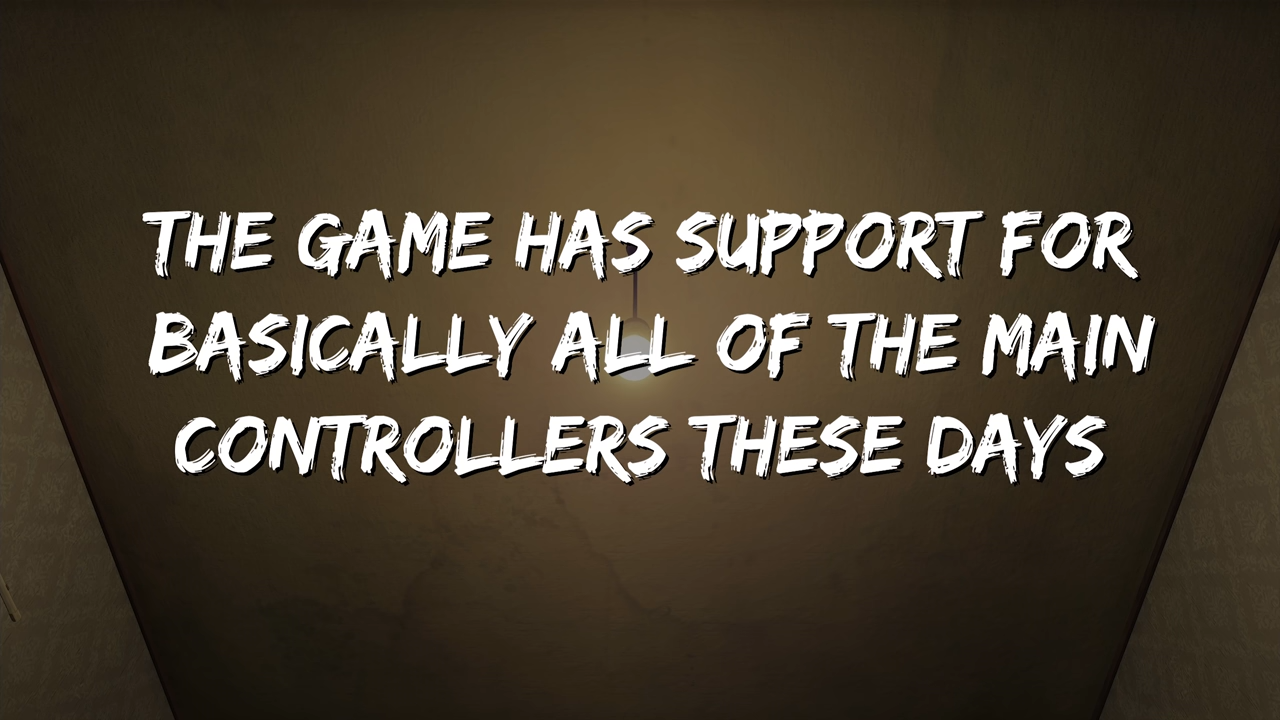 THE GAME HAS SUPPORT FOR
BASICALLY ALL OF THE MAIN
CONTROLLERS THESE DAYS